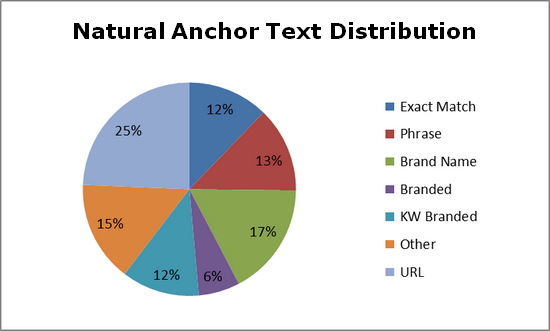 Natural Anchor Text Distribution
12%
13%
17%
6%
12%
15%
25%
Exact Match
Phrase
Brand Name
Branded
KW Branded
Other
URL